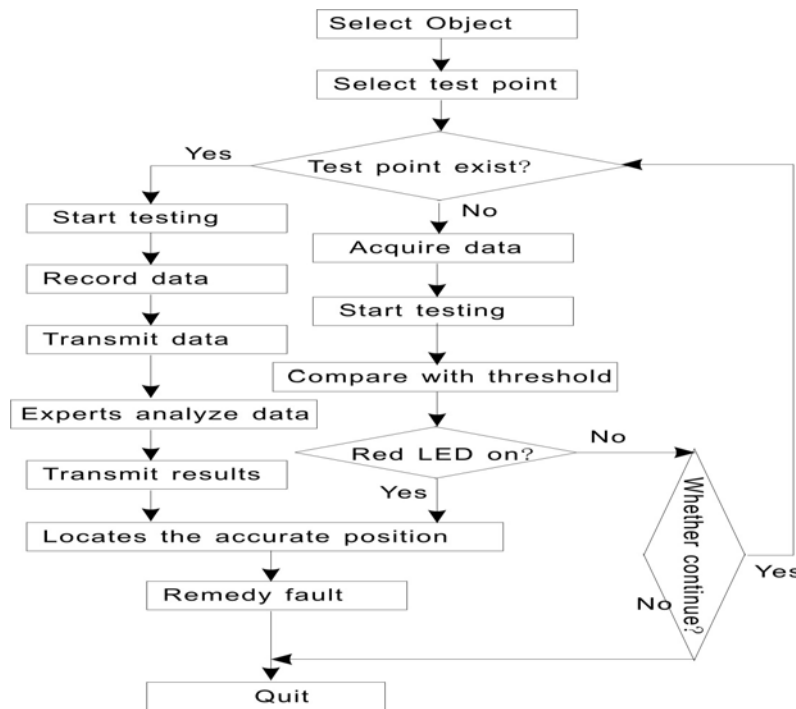 Select Object
Select test point
Test point exist?
Yes
No
Start testing
Record data
Transmit data
Experts analyze data
Transmit results
Acquire data
Start testing
Compare with threshold
Red LED on?
No
Yes
Whether continue?
Yes
No
Locates the accurate position
Remedy fault
Quit